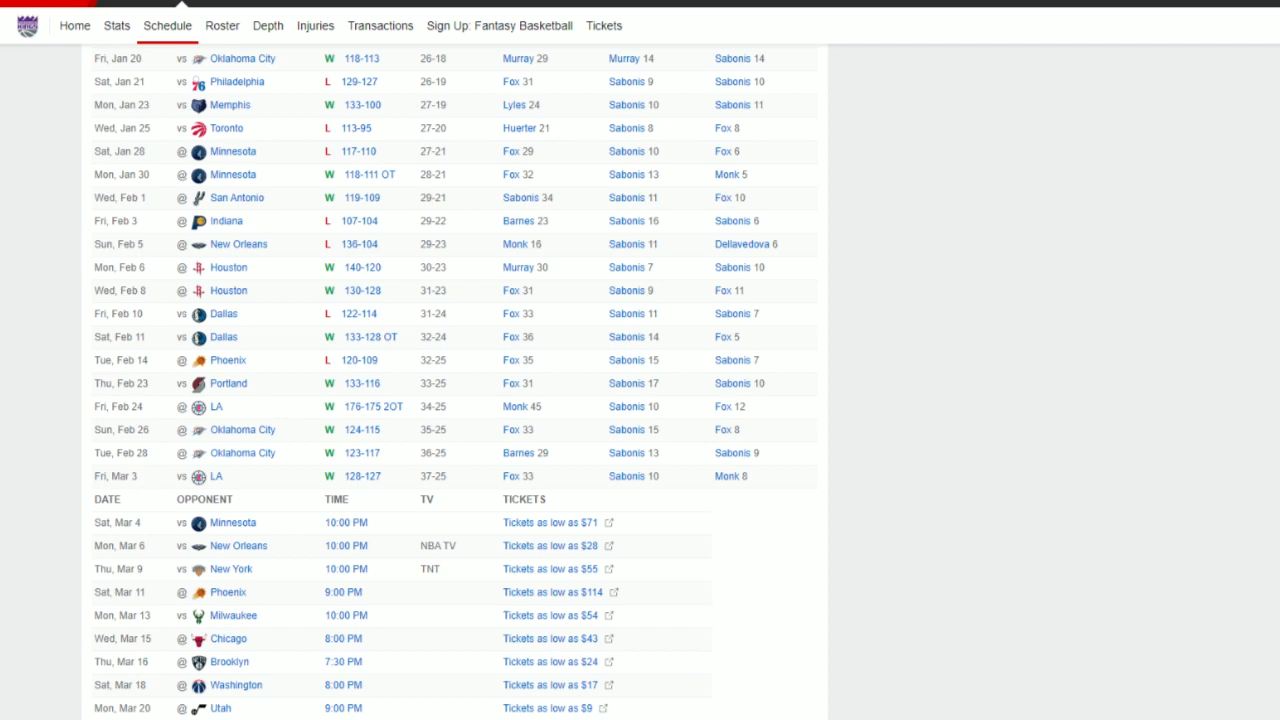 Home Stats Schedule Roster Depth Injuries Transactions Sign Up: Fantasy Basketball Tickets
Fri, Jan 20 vs Oklahoma City W 118-113 26-18 Murray 29 Murray 14 Sabonis 14
Sat, Jan 21 vs Philadelphia L 129-127 26-19 Fox 31 Sabonis 9 Sabonis 10
Mon, Jan 23 vs Memphis W 133-100 27-19 Lyles 24 Sabonis 10 Sabonis 11
Wed, Jan 25 vs Toronto L 113-95 27-20 Huerter 21 Sabonis 8 Fox 8
Sat, Jan 28 @ Minnesota L 117-110 27-21 Fox 29 Sabonis 10 Fox 6
Mon, Jan 30 @ Minnesota W 118-111 OT 28-21 Fox 32 Sabonis 13 Monk 5
Wed, Feb 1 @ San Antonio W 119-109 29-21 Sabonis 34 Sabonis 11 Fox 10
Fri, Feb 3 @ Indiana L 107-104 29-22 Barnes 23 Sabonis 16 Sabonis 6
Sun, Feb 5 @ New Orleans L 136-104 29-23 Monk 16 Sabonis 11 Dellavedova 6
Mon, Feb 6 @ Houston W 140-120 30-23 Murray 30 Sabonis 7 Sabonis 10
Wed, Feb 8 @ Houston W 130-128 31-23 Fox 31 Sabonis 9 Fox 11
Fri, Feb 10 vs Dallas L 122-114 31-24 Fox 33 Sabonis 11 Sabonis 7
Sat, Feb 11 vs Dallas W 133-128 OT 32-24 Fox 36 Sabonis 14 Fox 5
Tue, Feb 14 @ Phoenix L 120-109 32-25 Fox 35 Sabonis 15 Sabonis 7
Thu, Feb 23 vs Portland W 133-116 33-25 Fox 31 Sabonis 17 Sabonis 10
Fri, Feb 24 @ LA W 176-175 2OT 34-25 Monk 45 Sabonis 10 Fox 12
Sun, Feb 26 @ Oklahoma City W 124-115 35-25 Fox 33 Sabonis 15 Fox 8
Tue, Feb 28 @ Oklahoma City W 123-117 36-25 Barnes 29 Sabonis 13 Sabonis 9
Fri, Mar 3 vs LA W 128-127 37-25 Fox 33 Sabonis 10 Monk 8
DATE OPPONENT TIME TV TICKETS
Sat, Mar 4 vs Minnesota 10:00 PM Tickets as low as $71
Mon, Mar 6 vs New Orleans 10:00 PM NBA TV Tickets as low as $28
Thu, Mar 9 vs New York 10:00 PM TNT Tickets as low as $55
Sat, Mar 11 @ Phoenix 9:00 PM Tickets as low as $114
Mon, Mar 13 vs Milwaukee 10:00 PM Tickets as low as $54
Wed, Mar 15 @ Chicago 8:00 PM Tickets as low as $43
Thu, Mar 16 @ Brooklyn 7:30 PM Tickets as low as $24
Sat, Mar 18 @ Washington 8:00 PM Tickets as low as $17
Mon, Mar 20 @ Utah 9:00 PM Tickets as low as $9